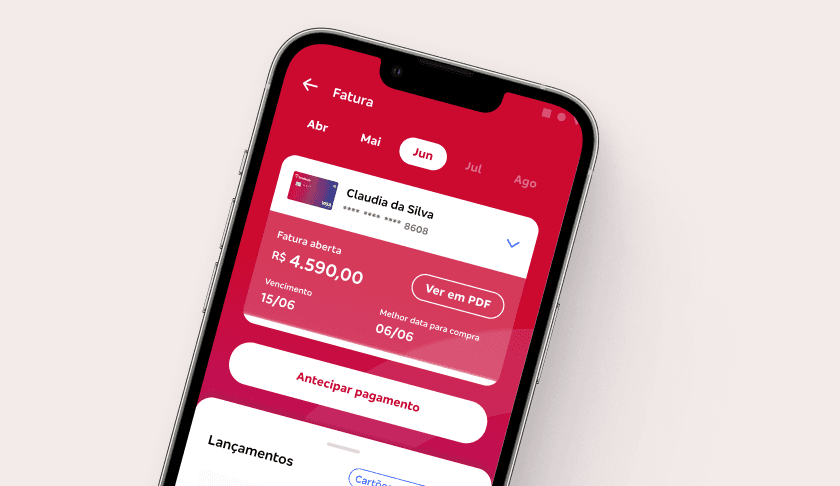 Fatura
Abr Mai Jun Jul Ago
Claudia da Silva
**** **** **** 8608
Fatura aberta
R$ 4.590,00
Ver em PDF
Vencimento
15/06
Melhor data para compra
06/06
Antecipar pagamento
Lançamentos